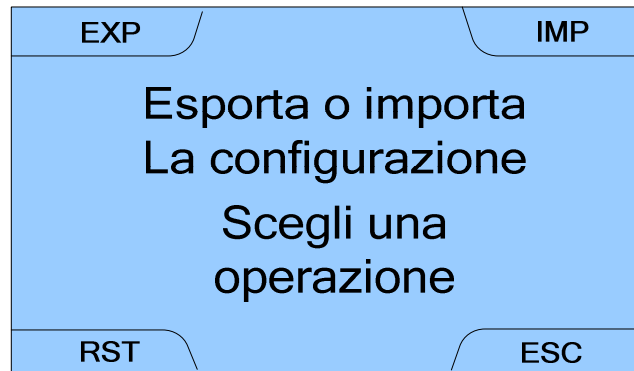 EXP
IMP
Esporta o importa
La configurazione
Scegli una
operazione
RST
ESC